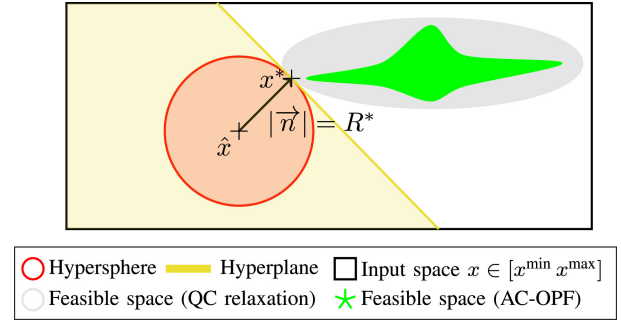 x*
|n⃗| = R*
x̂
Hypersphere Hyperplane Input space x ∈ [x^min x^max]
Feasible space (QC relaxation) Feasible space (AC-OPF)